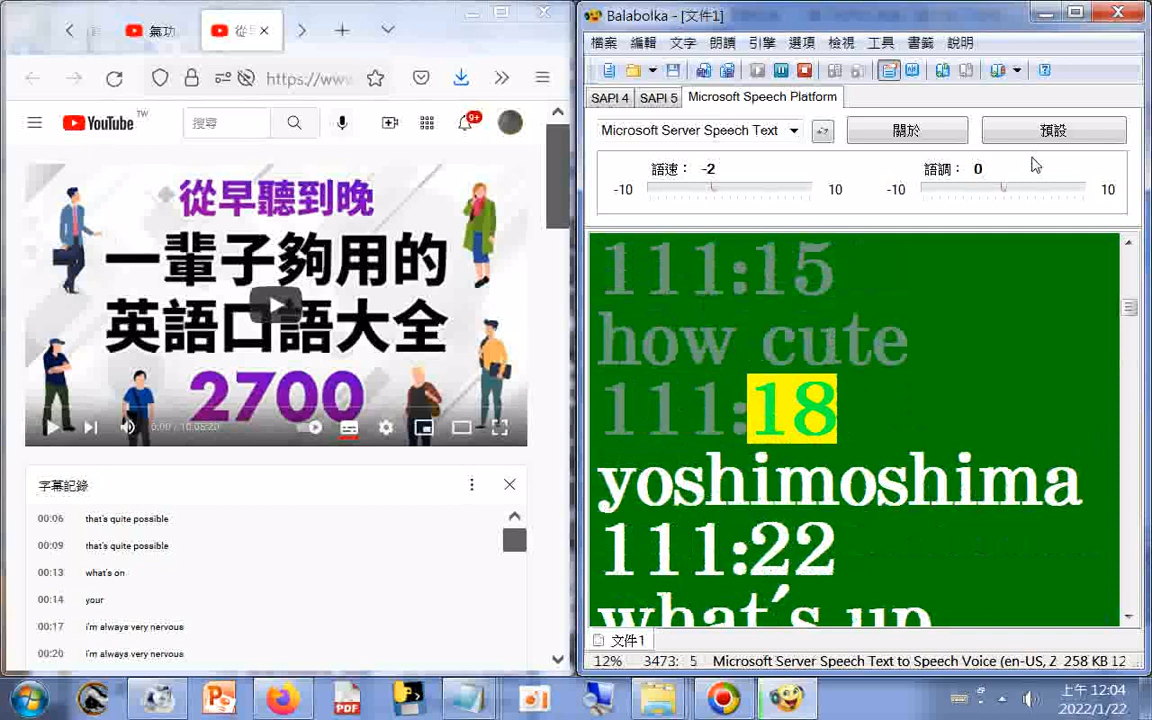 氣功
從
https://www
YouTube TW
搜尋
9+
從早聽到晚
一輩子夠用的
英語口語大全
2700
0:00 / 10:05:20
字幕記錄
00:06 that's quite possible
00:09 that's quite possible
00:13 what's on
00:14 your
00:17 i'm always very nervous
00:20 i'm always very nervous
Balabolka - [文件1]
檔案 編輯 文字 朗讀 引擎 選項 檢視 工具 書籤 說明
SAPI 4 SAPI 5 Microsoft Speech Platform
Microsoft Server Speech Text 關於 預設
語速： -2 語調： 0
-10 10 -10 10
111:15
how cute
111:18
yoshimoshima
111:22
what's up
文件1
12% 3473: 5 Microsoft Server Speech Text to Speech Voice (en-US, Z 258 KB 12
PDF
上午 12:04
2022/1/22